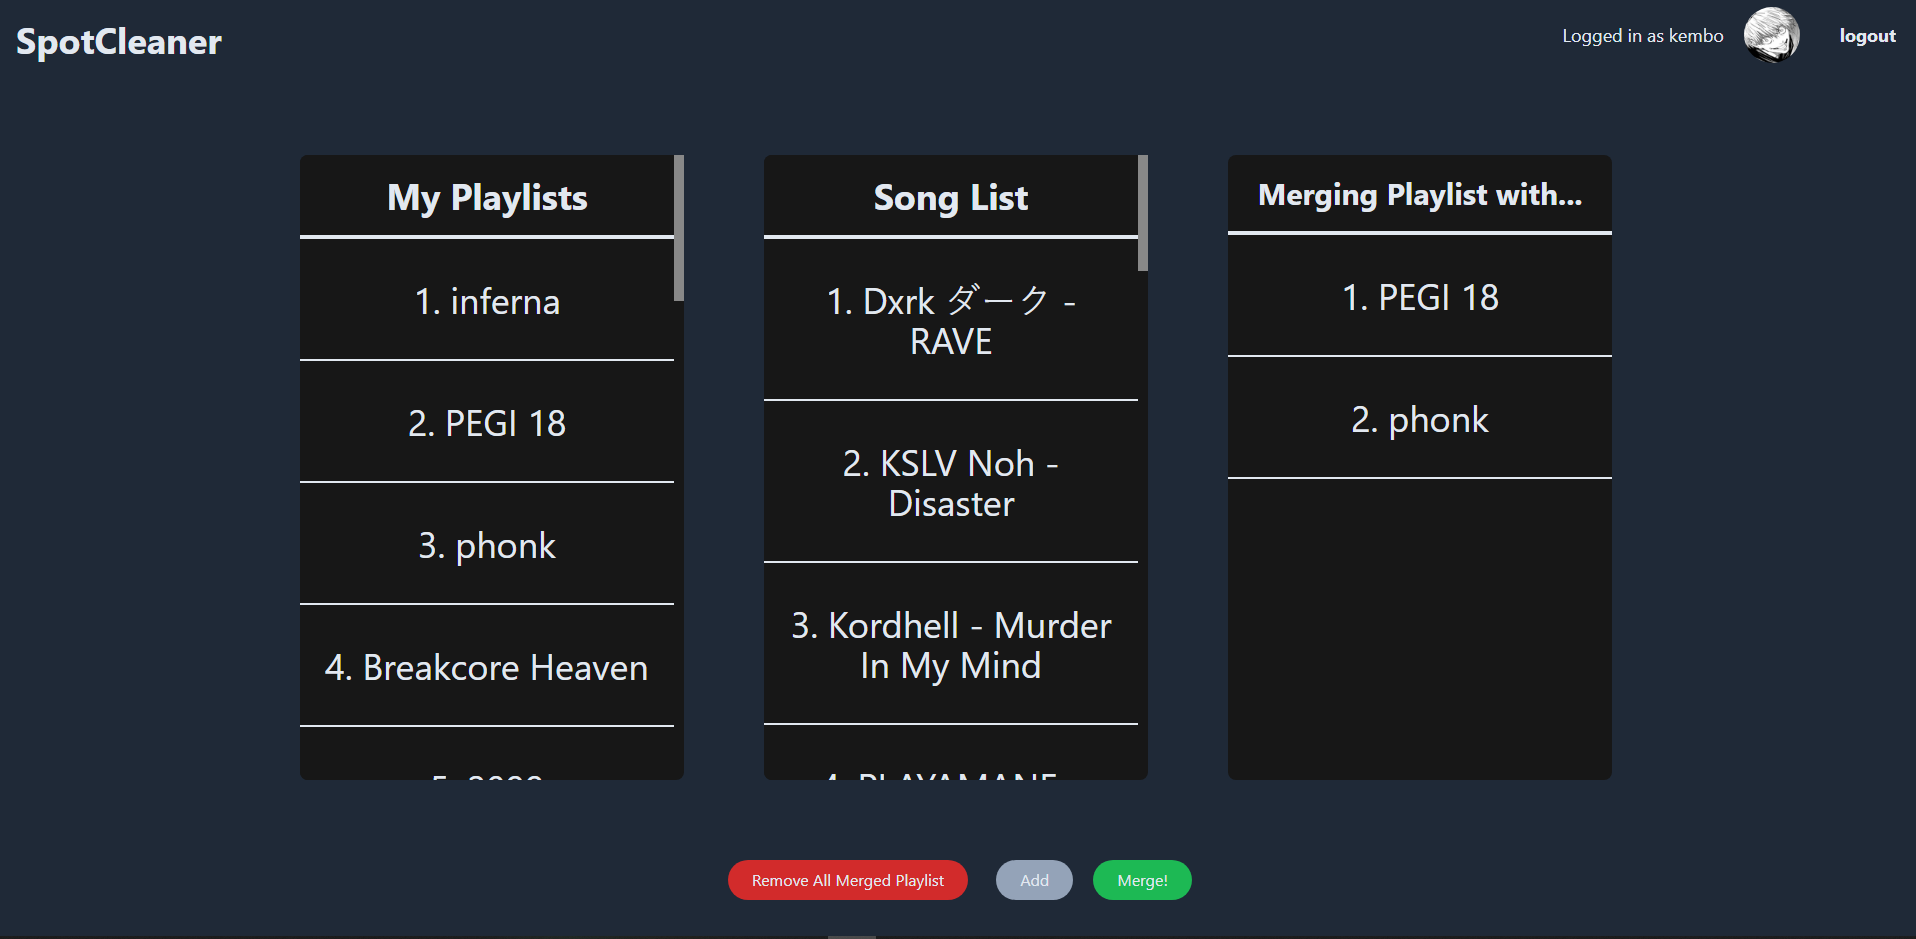 SpotCleaner
Logged in as kembo
logout
My Playlists
1. inferna
2. PEGI 18
3. phonk
4. Breakcore Heaven
Song List
1. Dxrk ダーク -
RAVE
2. KSLV Noh -
Disaster
3. Kordhell - Murder
In My Mind
4. PLAYAMANE
Merging Playlist with...
1. PEGI 18
2. phonk
Remove All Merged Playlist
Add
Merge!